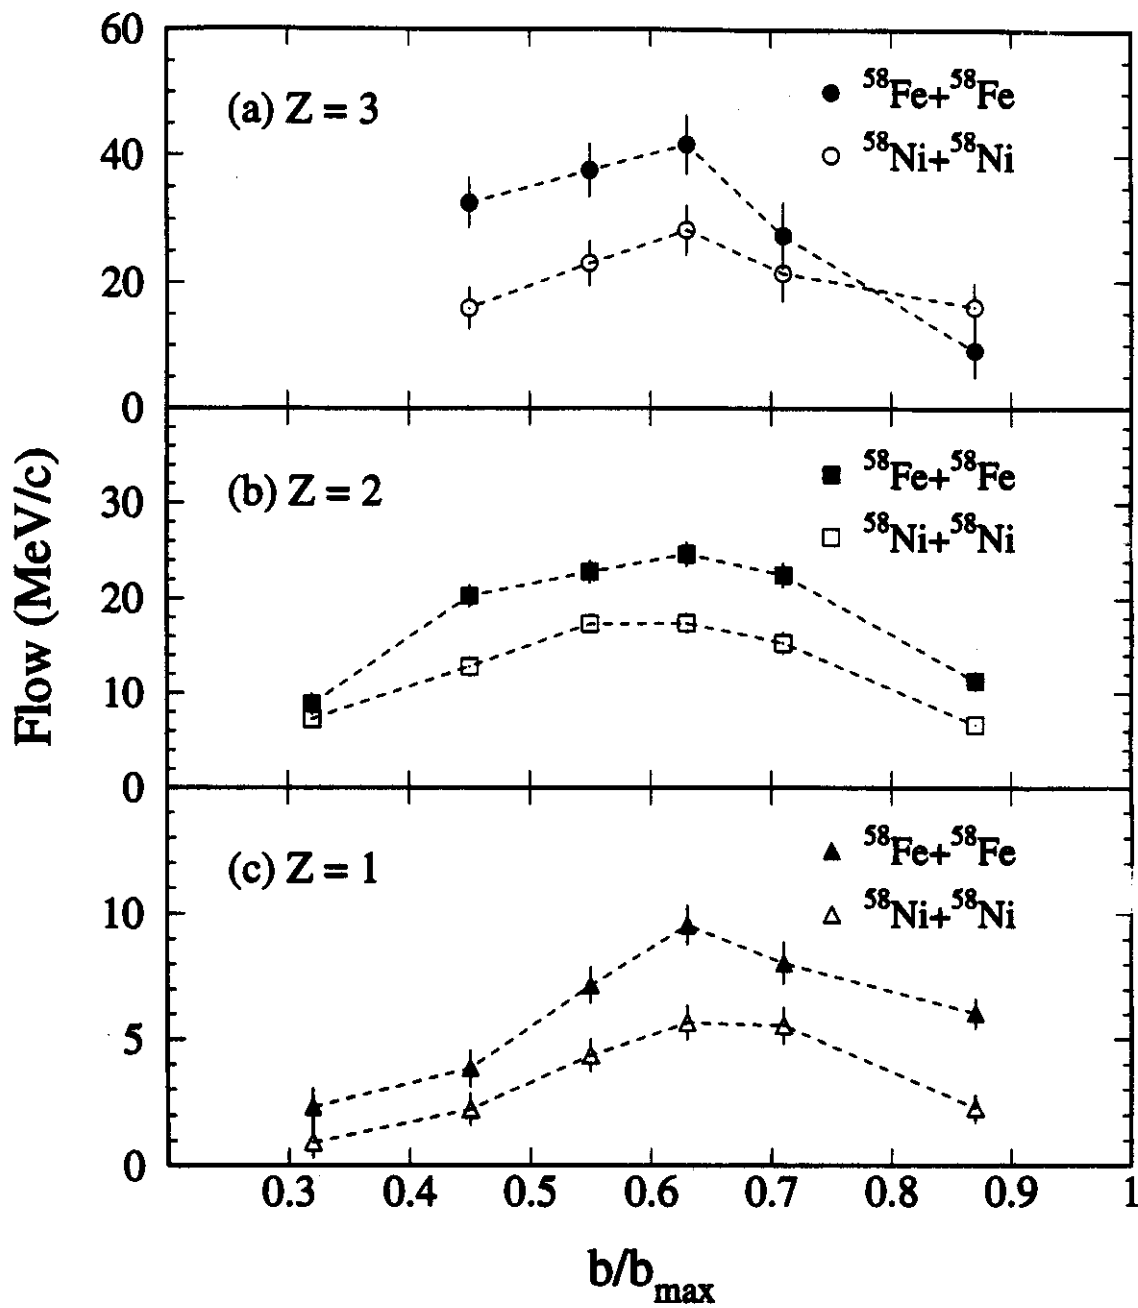 60
40
20
0
(a) Z = 3
⁵⁸Fe+⁵⁸Fe
⁵⁸Ni+⁵⁸Ni
30
20
10
0
(b) Z = 2
⁵⁸Fe+⁵⁸Fe
⁵⁸Ni+⁵⁸Ni
10
5
0
(c) Z = 1
⁵⁸Fe+⁵⁸Fe
⁵⁸Ni+⁵⁸Ni
Flow (MeV/c)
0.3 0.4 0.5 0.6 0.7 0.8 0.9 1
b/b_max